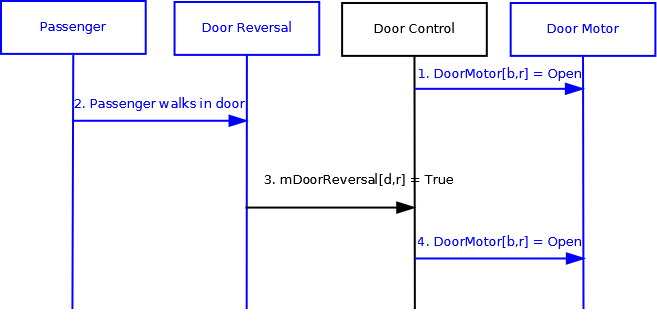 Passenger
Door Reversal
Door Control
Door Motor
1. DoorMotor[b,r] = Open
2. Passenger walks in door
3. mDoorReversal[d,r] = True
4. DoorMotor[b,r] = Open